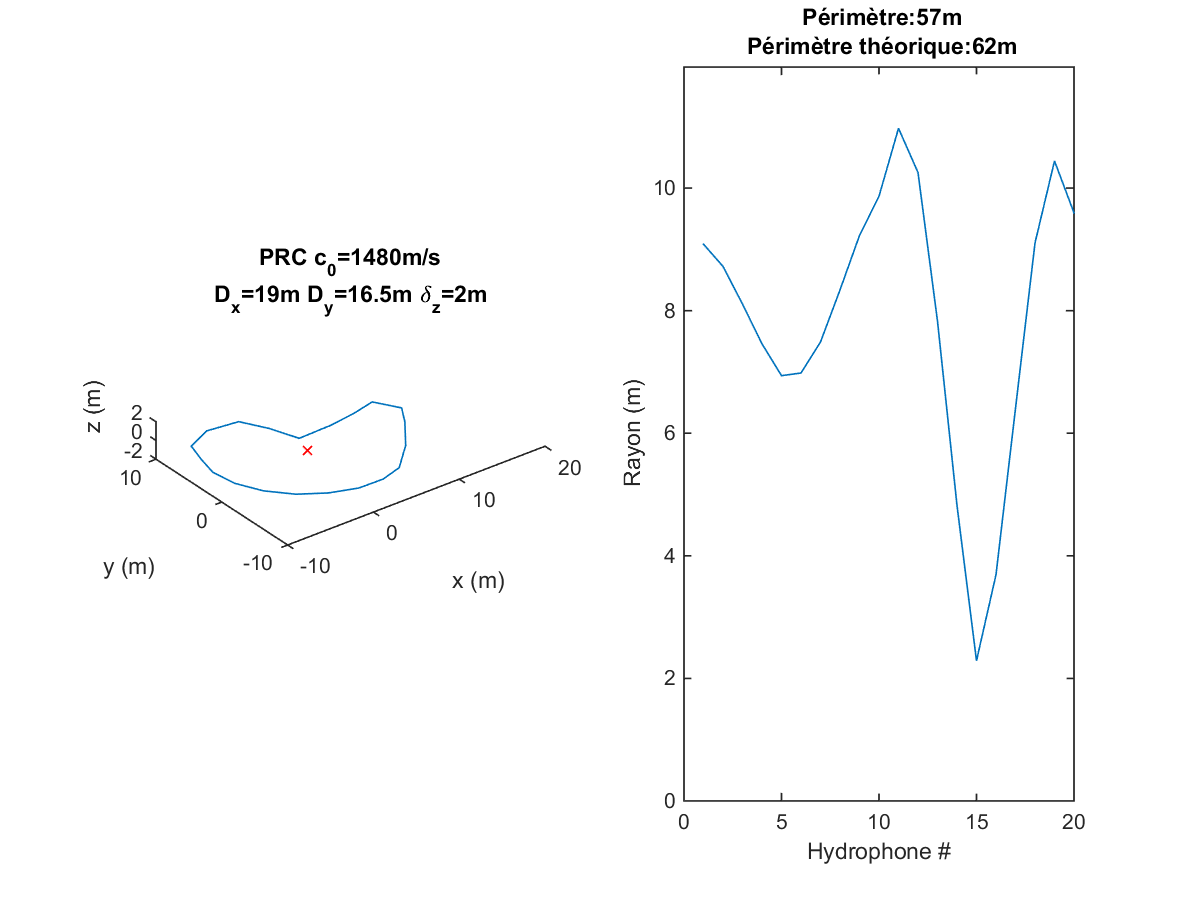 PRC c0=1480m/s
Dx=19m Dy=16.5m δz=2m
z (m)
2
0
-2
10
0
-10
y (m)
-10
0
10
20
x (m)
Périmètre:57m
Périmètre théorique:62m
Rayon (m)
10
8
6
4
2
0
0
5
10
15
20
Hydrophone #